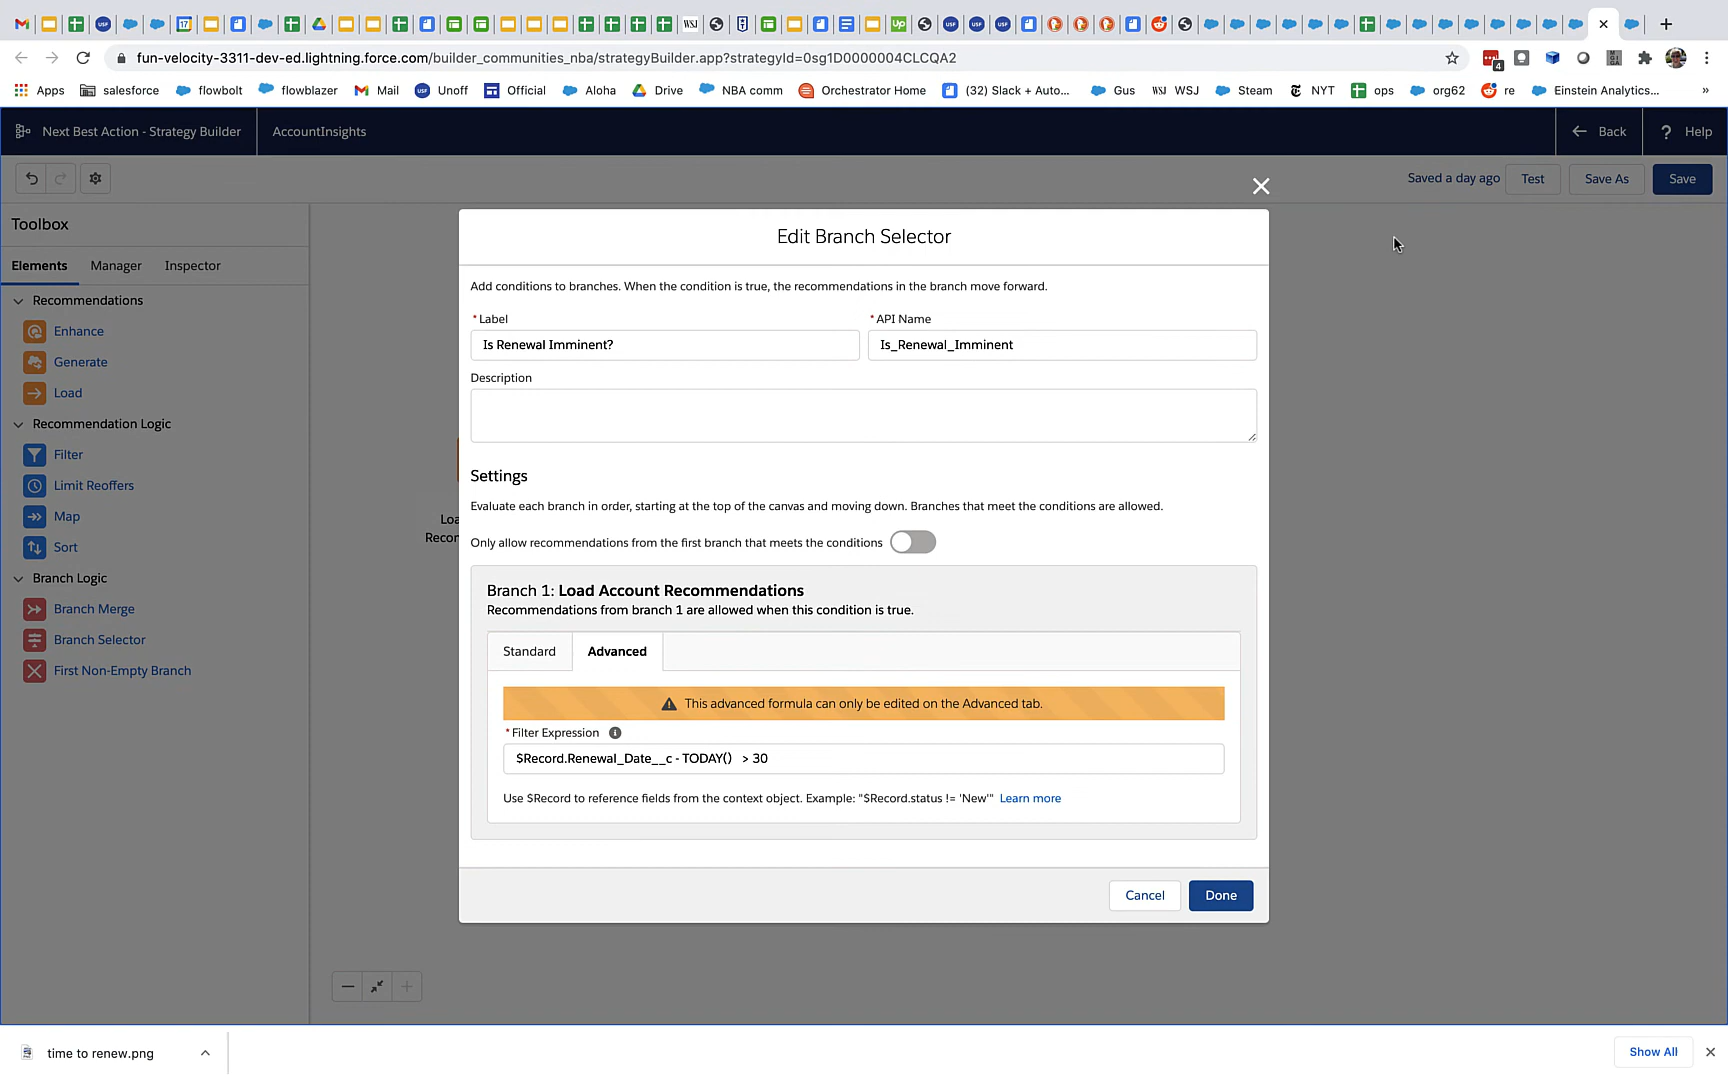 fun-velocity-3311-dev-ed.lightning.force.com/builder_communities_nba/strategyBuilder.app?strategyId=0sg1D0000004CLCQA2
Apps salesforce flowbolt flowblazer Mail Unoff Official Aloha Drive NBA comm Orchestrator Home (32) Slack + Auto... Gus WSJ WSJ Steam NYT ops org62 re Einstein Analytics... »
Next Best Action - Strategy Builder AccountInsights Back ? Help
Saved a day ago Test Save As Save
Toolbox
Elements Manager Inspector
Recommendations
Enhance
Generate
Load
Recommendation Logic
Filter
Limit Reoffers
Map
Sort
Branch Logic
Branch Merge
Branch Selector
First Non-Empty Branch
Loa
Recom
Edit Branch Selector
Add conditions to branches. When the condition is true, the recommendations in the branch move forward.
* Label * API Name
Is Renewal Imminent? Is_Renewal_Imminent
Description
Settings
Evaluate each branch in order, starting at the top of the canvas and moving down. Branches that meet the conditions are allowed.
Only allow recommendations from the first branch that meets the conditions
Branch 1: Load Account Recommendations
Recommendations from branch 1 are allowed when this condition is true.
Standard Advanced
This advanced formula can only be edited on the Advanced tab.
* Filter Expression
$Record.Renewal_Date__c - TODAY() > 30
Use $Record to reference fields from the context object. Example: "$Record.status != 'New'" Learn more
Cancel Done
time to renew.png
Show All